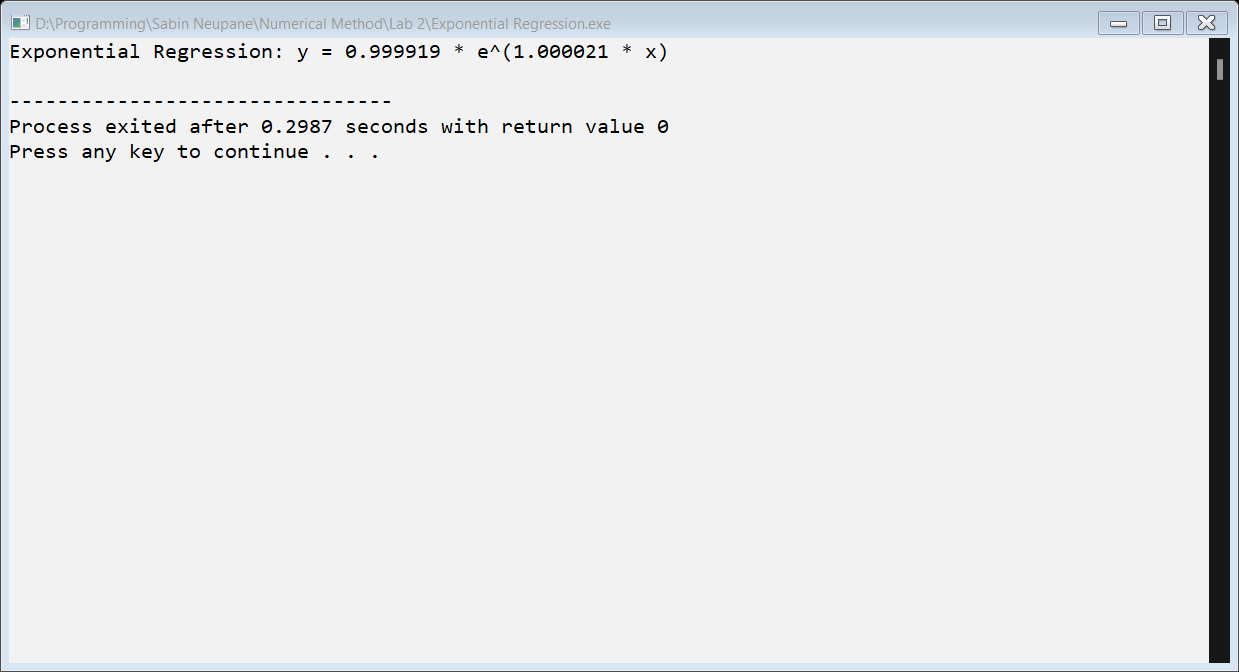 D:\Programming\Sabin Neupane\Numerical Method\Lab 2\Exponential Regression.exe
Exponential Regression: y = 0.999919 * e^(1.000021 * x)
--------------------------------
Process exited after 0.2987 seconds with return value 0
Press any key to continue . . .